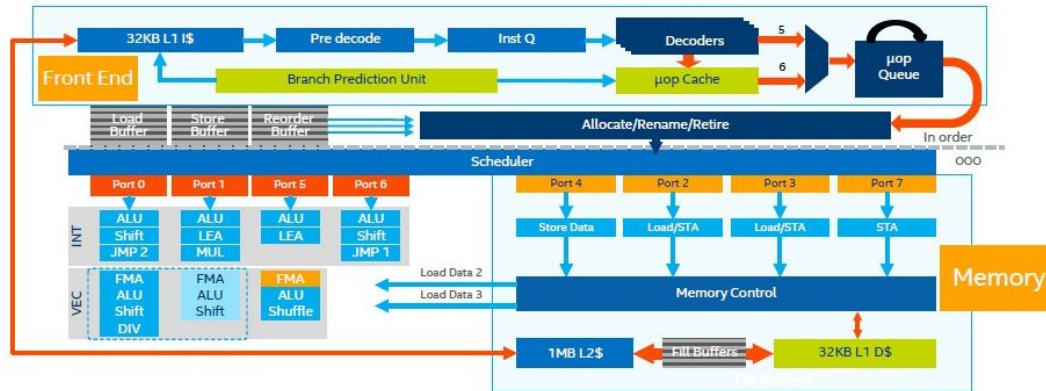 32KB L1 I$
Pre decode
Inst Q
Decoders
5
μop
Queue
Front End
Branch Prediction Unit
μop Cache
6
Load
Buffer
Store
Buffer
Reorder
Buffer
Allocate/Rename/Retire
In order
Scheduler
OOO
Port 0
Port 1
Port 5
Port 6
Port 4
Port 2
Port 3
Port 7
INT
ALU
Shift
JMP 2
ALU
LEA
MUL
ALU
LEA
ALU
Shift
JMP 1
Store Data
Load/STA
Load/STA
STA
VEC
FMA
ALU
Shift
DIV
FMA
ALU
Shift
FMA
ALU
Shuffle
Load Data 2
Load Data 3
Memory Control
Memory
1MB L2$
Fill Buffers
32KB L1 D$